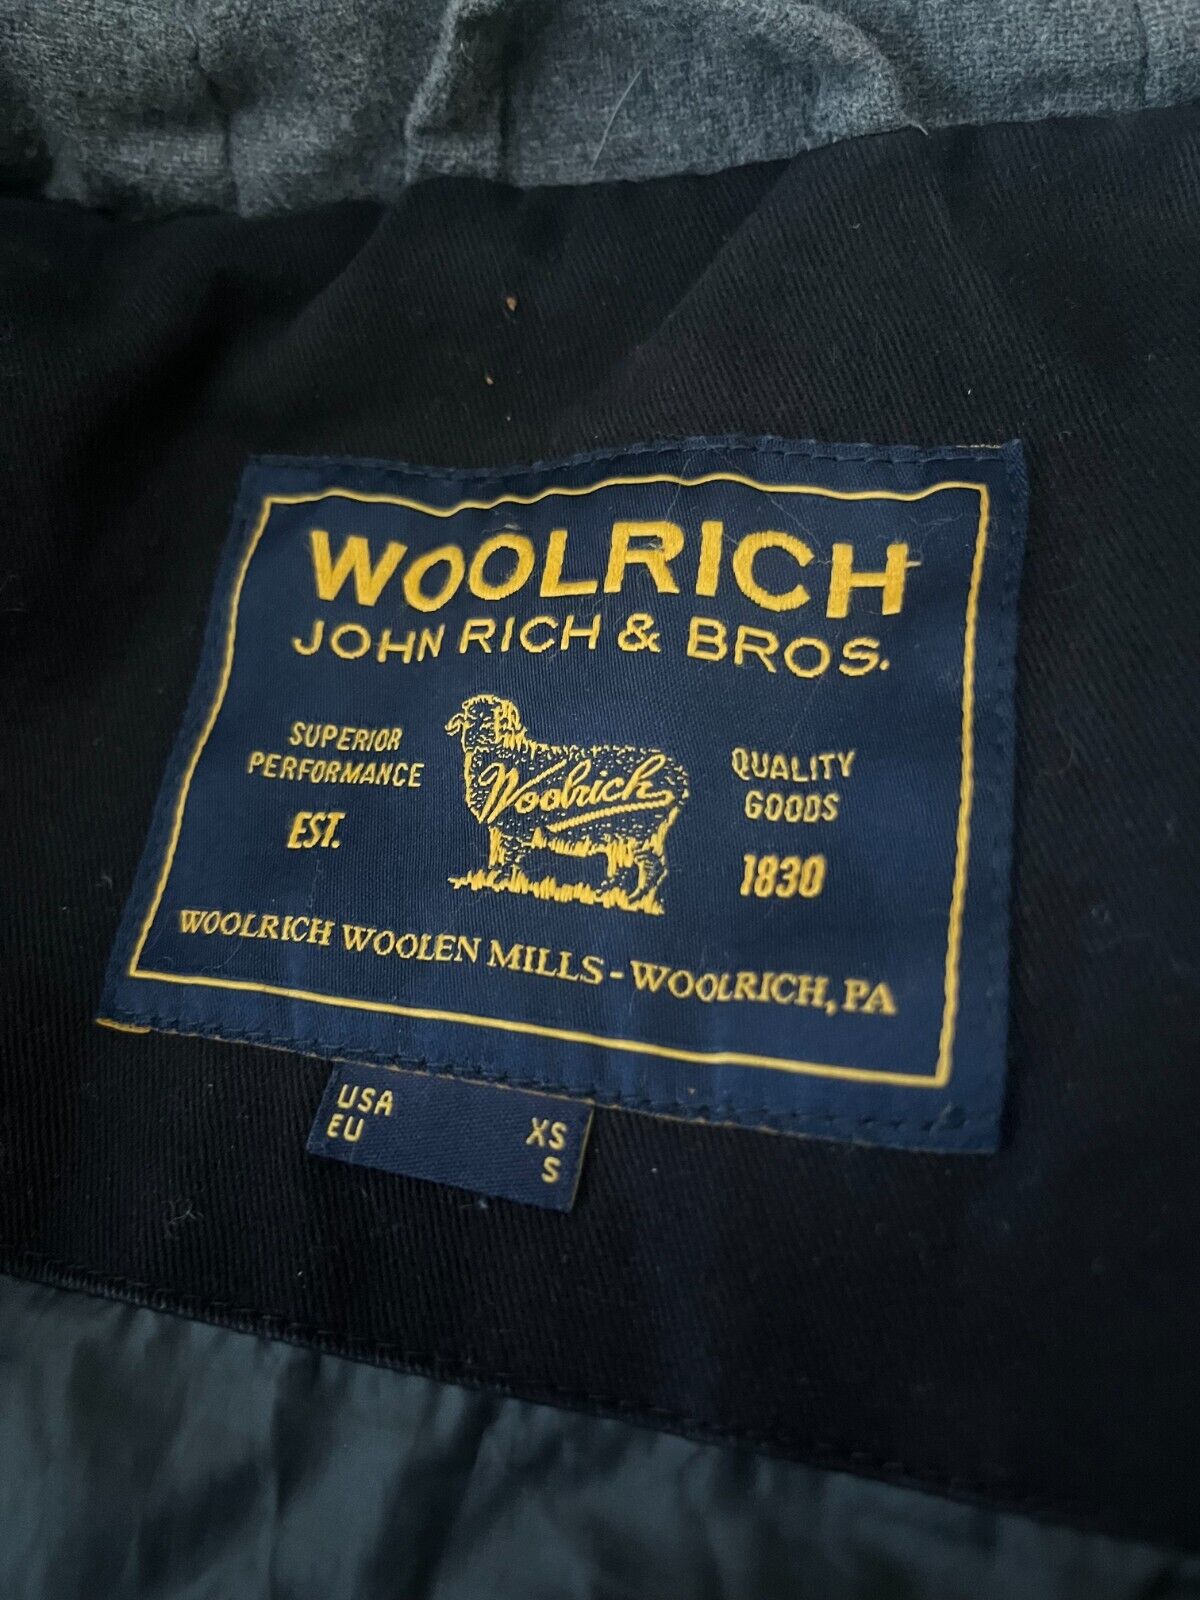 WOOLRICH
JOHN RICH & BROS.
SUPERIOR
PERFORMANCE
EST.
Woolrich
QUALITY
GOODS
1830
WOOLRICH WOOLEN MILLS - WOOLRICH, PA
USA XS
EU S